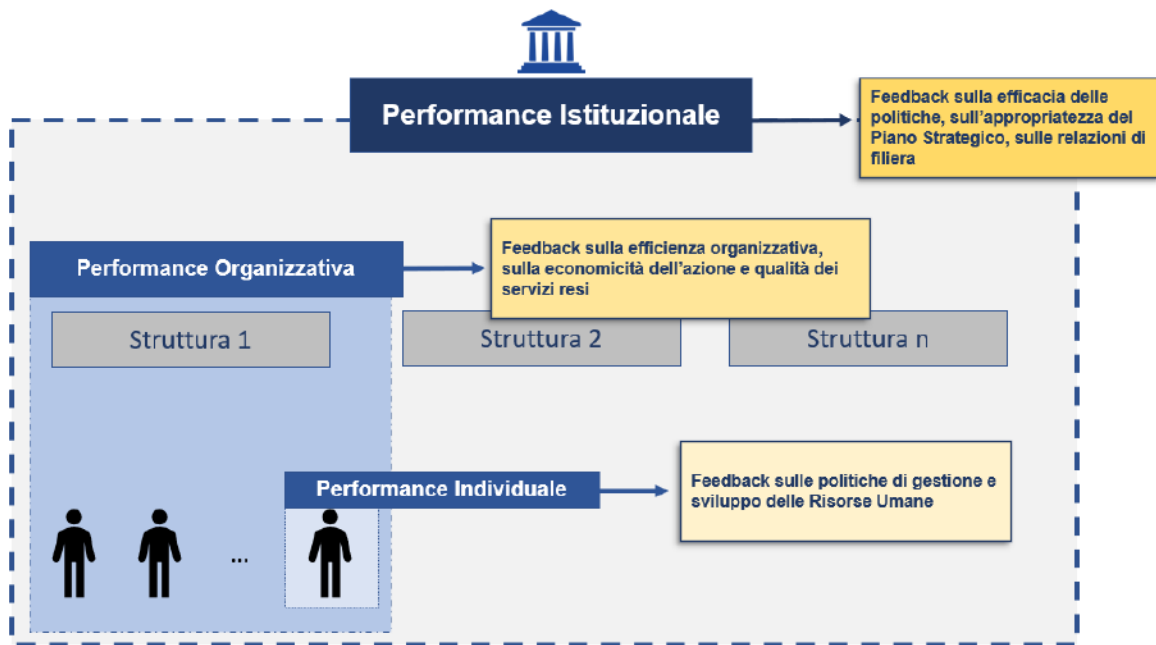 Performance Istituzionale
Feedback sulla efficacia delle
politiche, sull'appropriatezza del
Piano Strategico, sulle relazioni di
filiera
Performance Organizzativa
Feedback sulla efficienza organizzativa,
sulla economicità dell'azione e qualità dei
servizi resi
Struttura 1
Struttura 2
Struttura n
Performance Individuale
Feedback sulle politiche di gestione e
sviluppo delle Risorse Umane
...